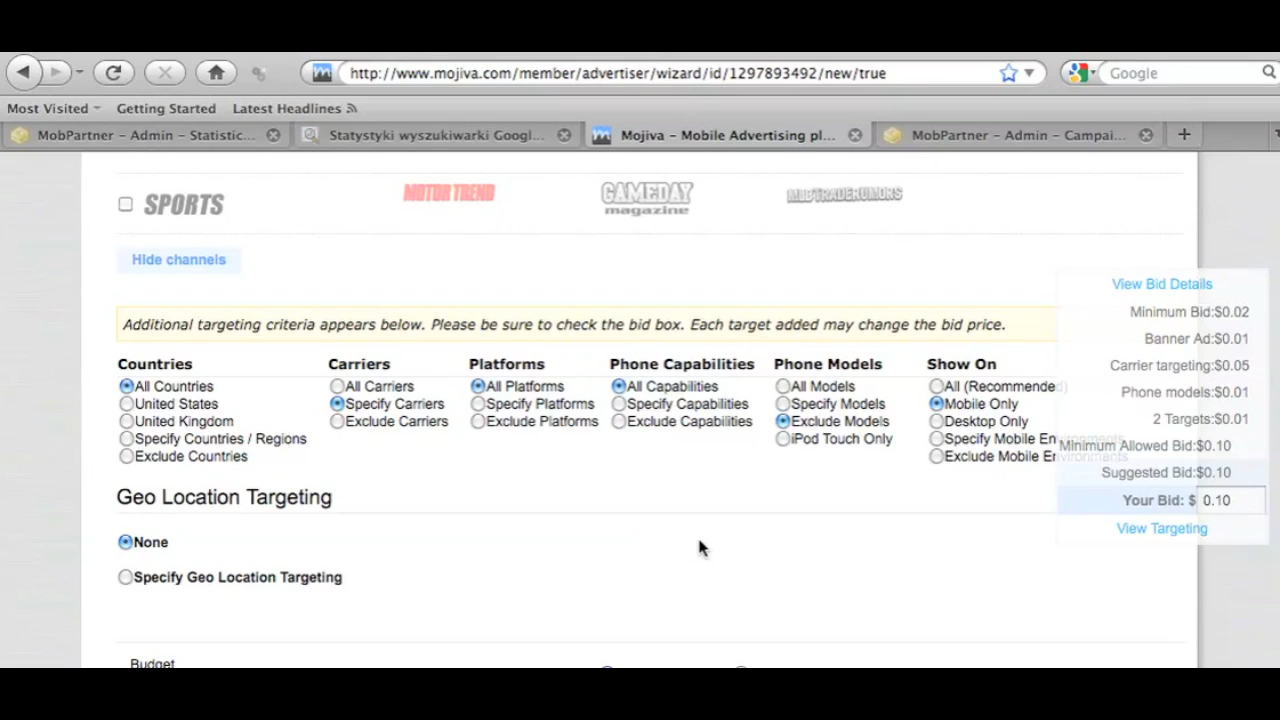 http://www.mojiva.com/member/advertiser/wizard/id/1297893492/new/true
Google
Most Visited
Getting Started
Latest Headlines
MobPartner – Admin – Statistic...
Statystyki wyszukiwarki Googl...
Mojiva – Mobile Advertising pl...
MobPartner – Admin – Campai...
SPORTS
MOTOR TREND
GAMEDAY
magazine
MLBTRADERUMORS
Hide channels
Additional targeting criteria appears below. Please be sure to check the bid box. Each target added may change the bid price.
Countries
All Countries
United States
United Kingdom
Specify Countries / Regions
Exclude Countries
Carriers
All Carriers
Specify Carriers
Exclude Carriers
Platforms
All Platforms
Specify Platforms
Exclude Platforms
Phone Capabilities
All Capabilities
Specify Capabilities
Exclude Capabilities
Phone Models
All Models
Specify Models
Exclude Models
iPod Touch Only
Show On
All (Recommended)
Mobile Only
Desktop Only
Specify Mobile Environments
Exclude Mobile Environments
View Bid Details
Minimum Bid:$0.02
Banner Ad:$0.01
Carrier targeting:$0.05
Phone models:$0.01
2 Targets:$0.01
Minimum Allowed Bid:$0.10
Suggested Bid:$0.10
Your Bid: $ 0.10
View Targeting
Geo Location Targeting
None
Specify Geo Location Targeting
Budget